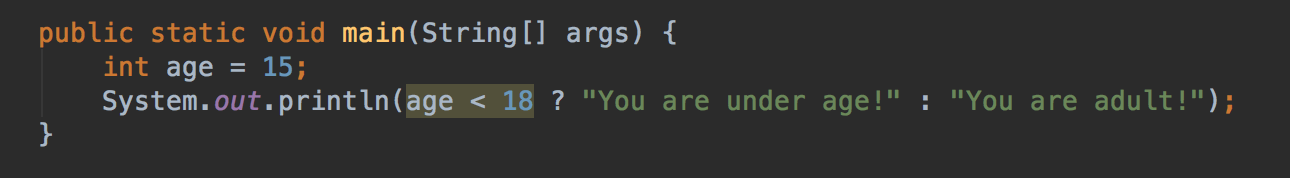 public static void main(String[] args) {
    int age = 15;
    System.out.println(age < 18 ? "You are under age!" : "You are adult!");
}